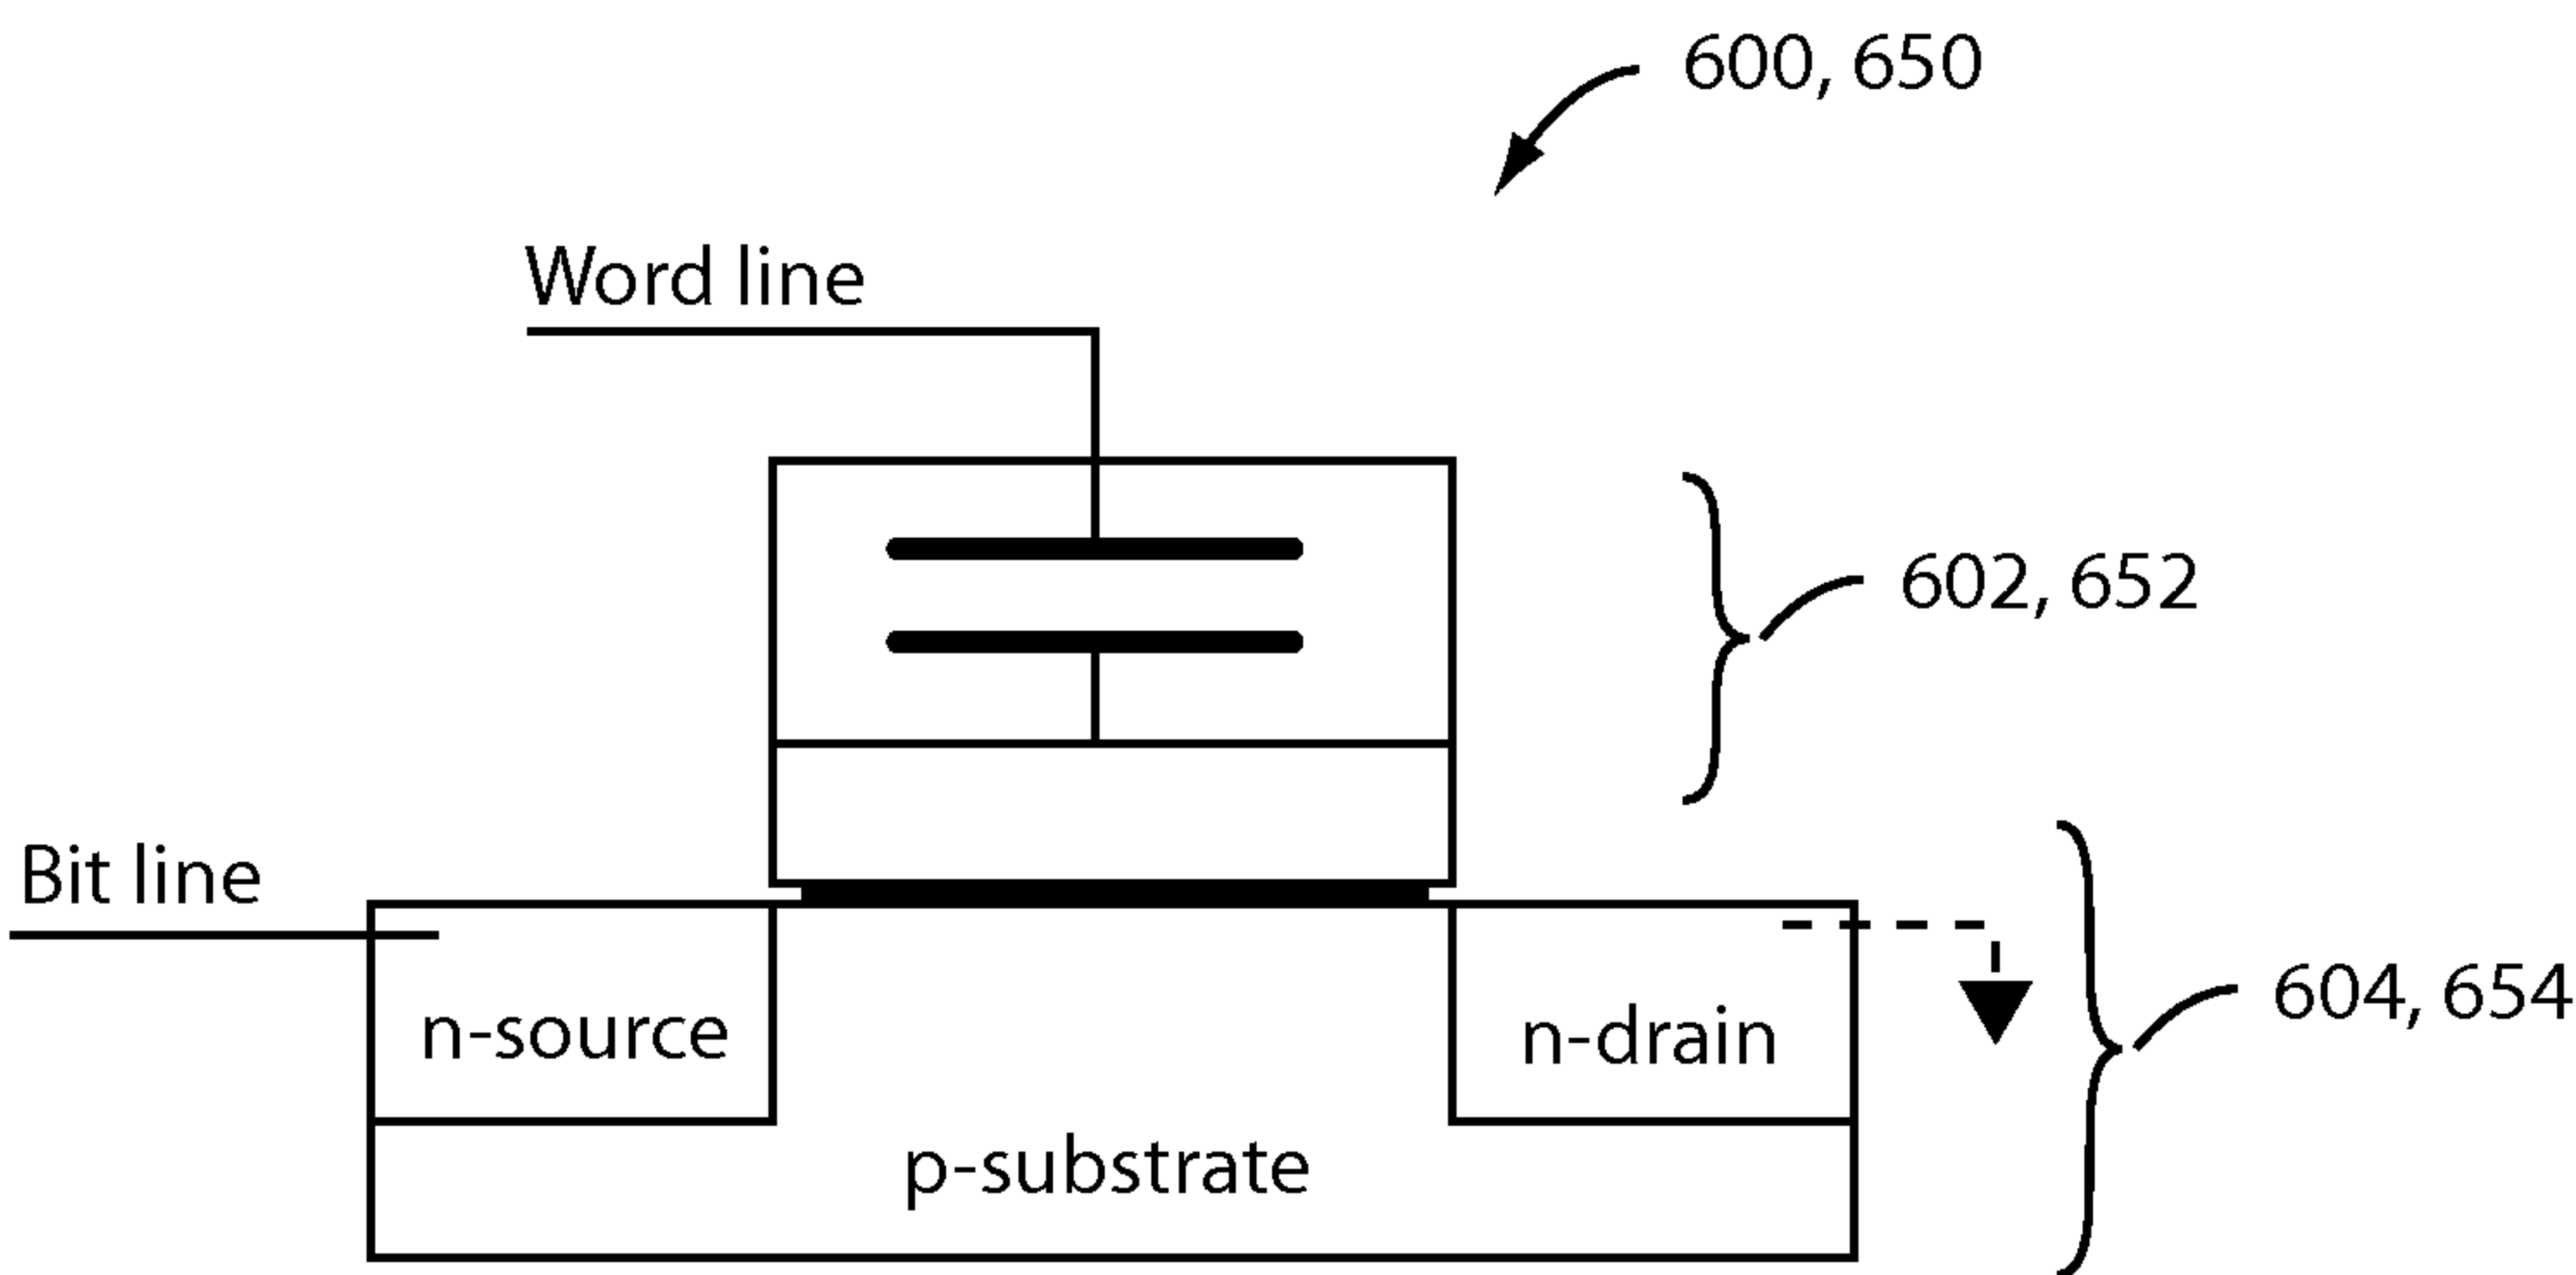 600, 650
Word line
602, 652
Bit line
604, 654
n-source
n-drain
p-substrate